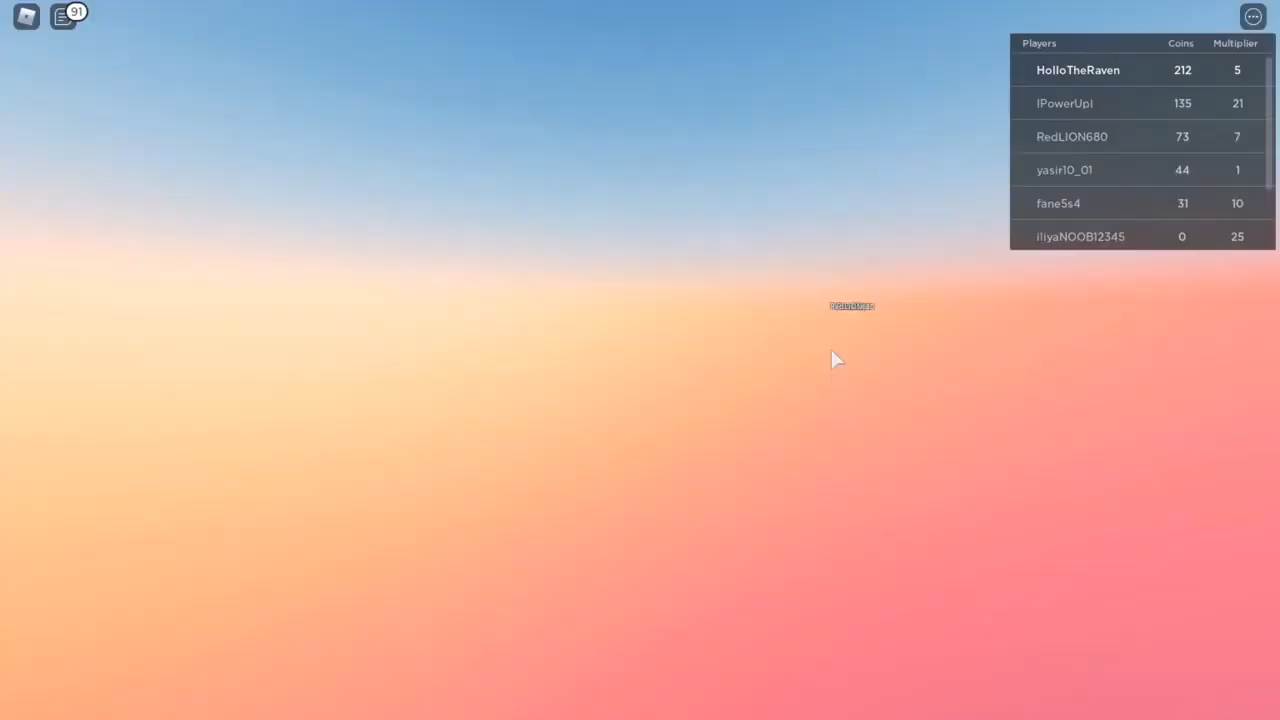 91
Players Coins Multiplier
HolloTheRaven 212 5
IPowerUpI 135 21
RedLION680 73 7
yasir10_01 44 1
fane5s4 31 10
iliyaNOOB12345 0 25